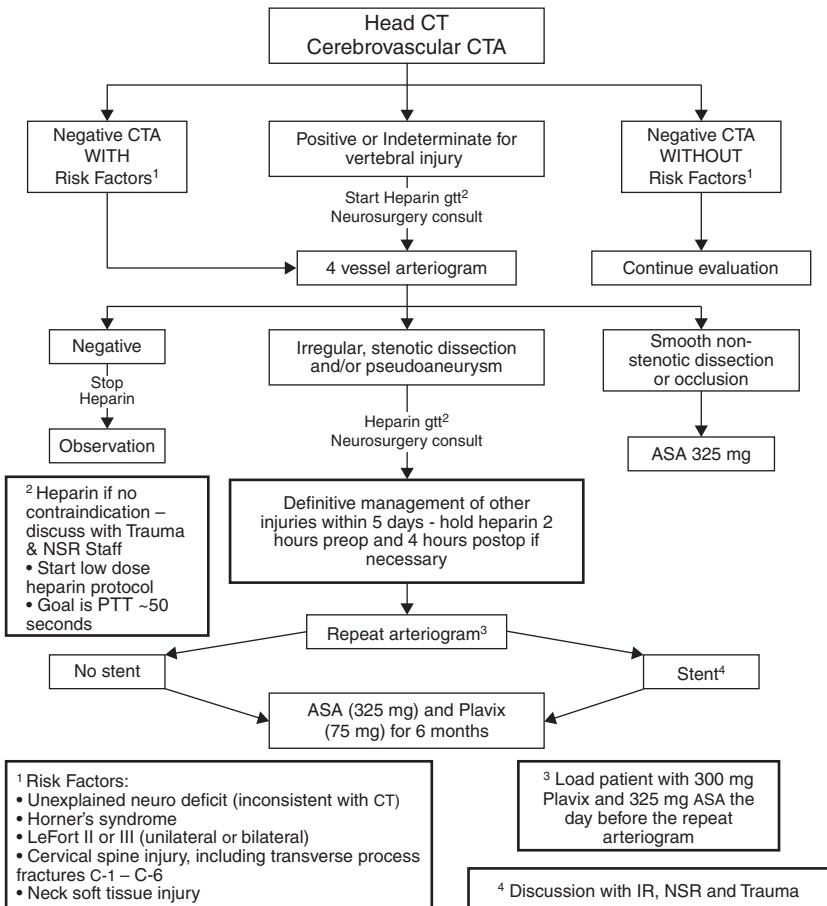 Head CT
Cerebrovascular CTA
Negative CTA
WITH
Risk Factors¹
Positive or Indeterminate for
vertebral injury
Negative CTA
WITHOUT
Risk Factors¹
Start Heparin gtt²
Neurosurgery consult
4 vessel arteriogram
Continue evaluation
Negative
Irregular, stenotic dissection
and/or pseudoaneurysm
Smooth non-
stenotic dissection
or occlusion
Stop
Heparin
Observation
Heparin gtt²
Neurosurgery consult
ASA 325 mg
² Heparin if no
contraindication –
discuss with Trauma
& NSR Staff
• Start low dose
heparin protocol
• Goal is PTT ~50
seconds
Definitive management of other
injuries within 5 days - hold heparin 2
hours preop and 4 hours postop if
necessary
Repeat arteriogram³
No stent
Stent⁴
ASA (325 mg) and Plavix
(75 mg) for 6 months
¹ Risk Factors:
• Unexplained neuro deficit (inconsistent with CT)
• Horner's syndrome
• LeFort II or III (unilateral or bilateral)
• Cervical spine injury, including transverse process
fractures C-1 – C-6
• Neck soft tissue injury
³ Load patient with 300 mg
Plavix and 325 mg ASA the
day before the repeat
arteriogram
⁴ Discussion with IR, NSR and Trauma